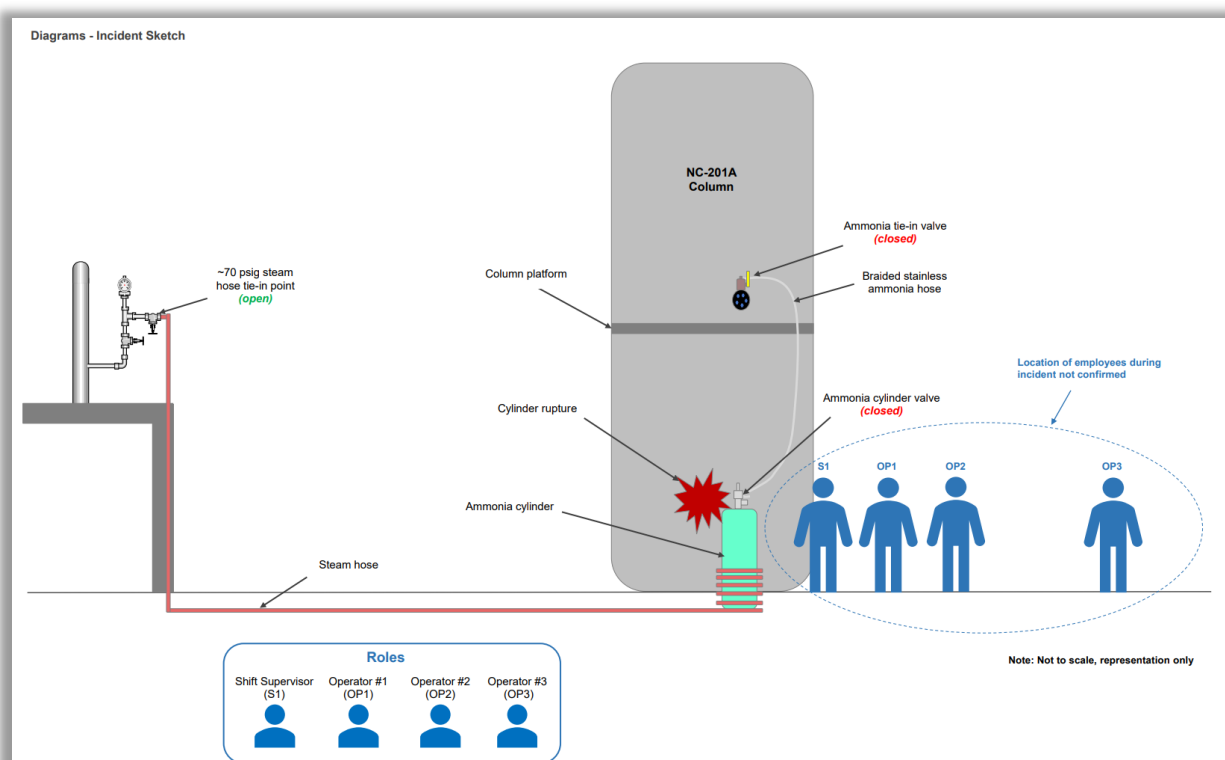 Diagrams - Incident Sketch
NC-201A
Column
Ammonia tie-in valve
(closed)
~70 psig steam
hose tie-in point
(open)
Column platform
Braided stainless
ammonia hose
Location of employees during
incident not confirmed
Cylinder rupture
Ammonia cylinder valve
(closed)
S1
OP1
OP2
OP3
Ammonia cylinder
Steam hose
Note: Not to scale, representation only
Roles
Shift Supervisor
(S1)
Operator #1
(OP1)
Operator #2
(OP2)
Operator #3
(OP3)